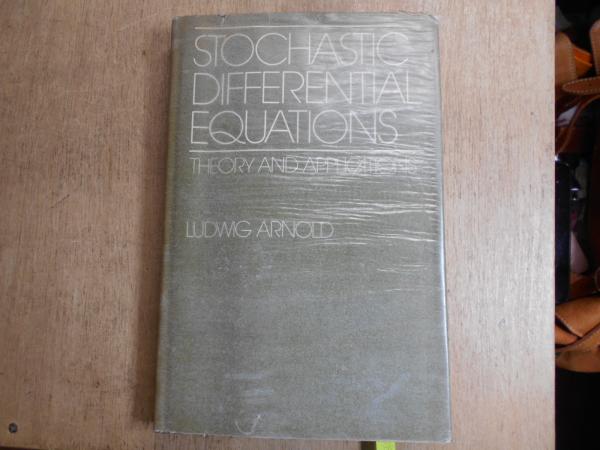 STOCHASTIC
DIFFERENTIAL
EQUATIONS
THEORY AND APPLICATIONS
LUDWIG ARNOLD